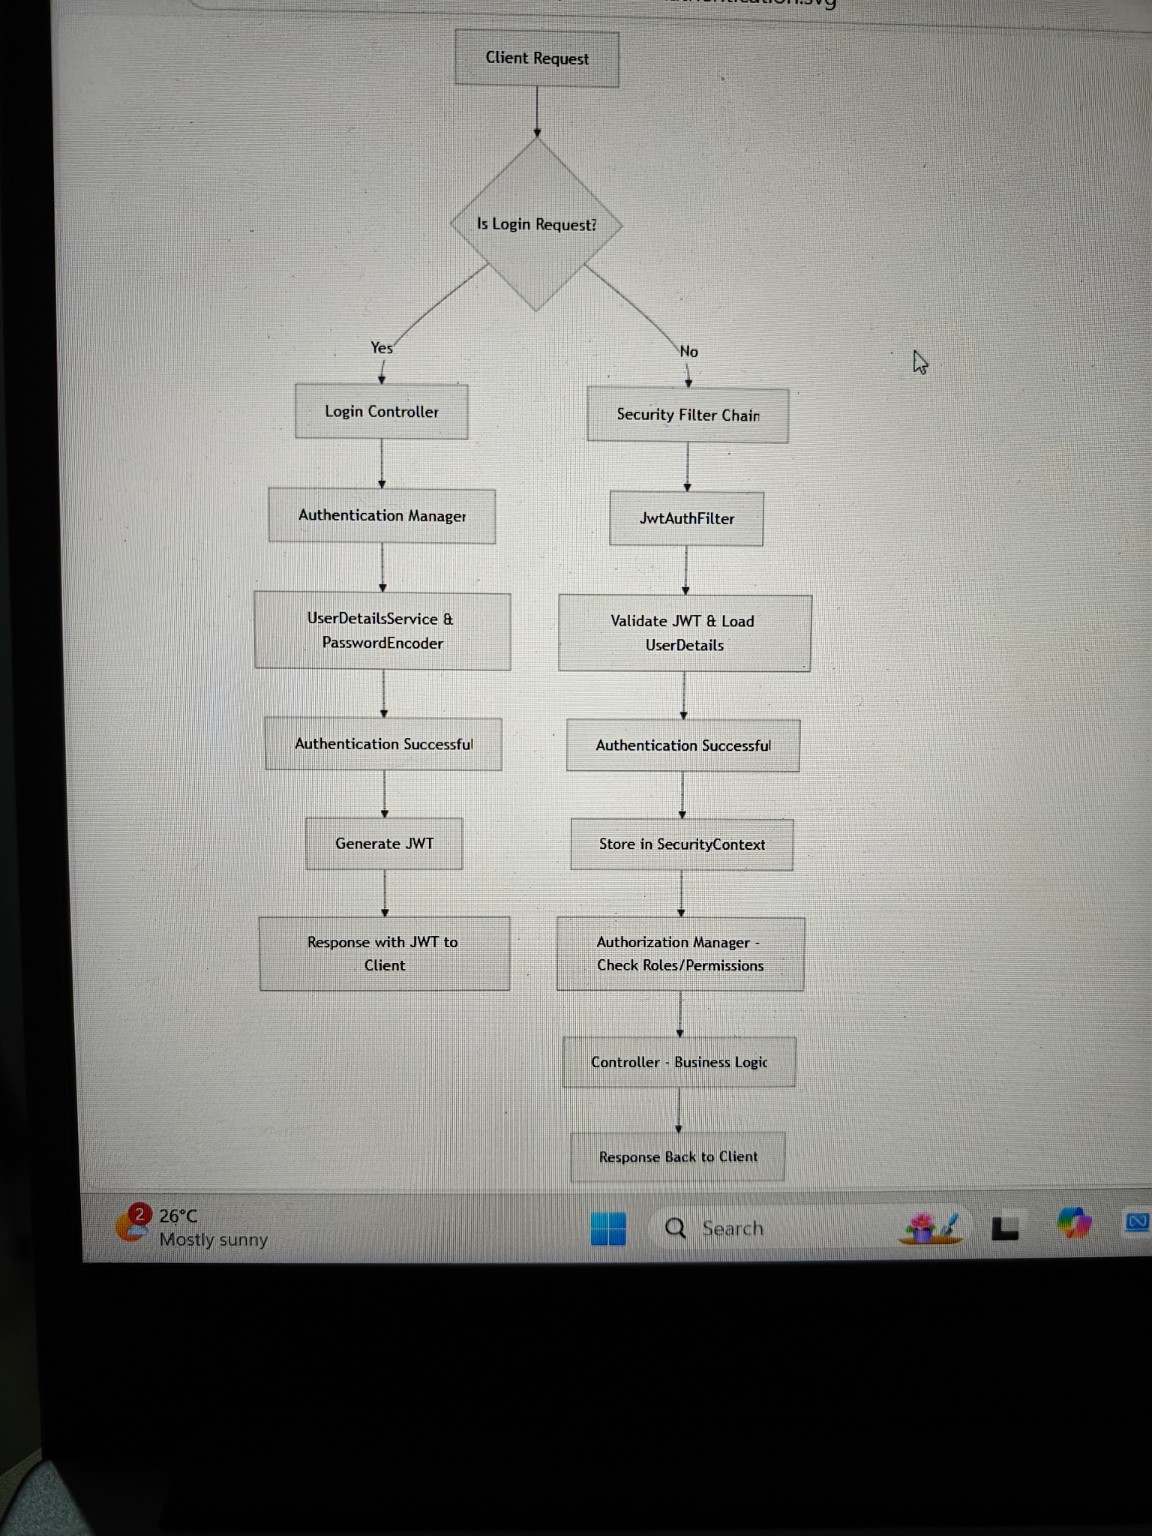 Client Request
Is Login Request?
Yes
No
Login Controller
Security Filter Chain
Authentication Manager
JwtAuthFilter
UserDetailsService &
PasswordEncoder
Validate JWT & Load
UserDetails
Authentication Successful
Authentication Successful
Generate JWT
Store in SecurityContext
Response with JWT to
Client
Authorization Manager -
Check Roles/Permissions
Controller - Business Logic
Response Back to Client
2
26°C
Mostly sunny
Search